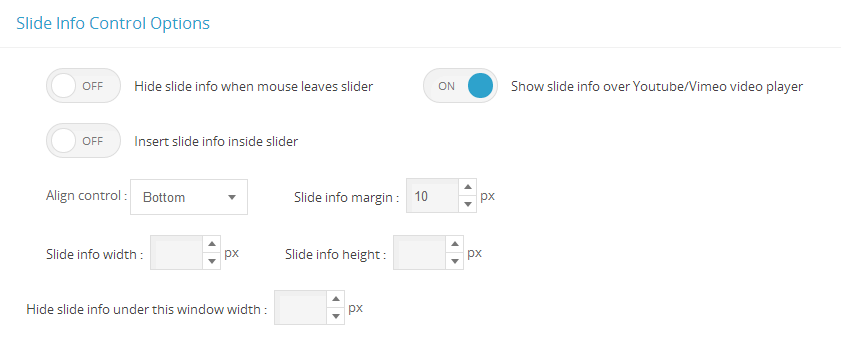 Slide Info Control Options
OFF Hide slide info when mouse leaves slider ON Show slide info over Youtube/Vimeo video player
OFF Insert slide info inside slider
Align control : Bottom Slide info margin : 10 px
Slide info width : px Slide info height : px
Hide slide info under this window width : px